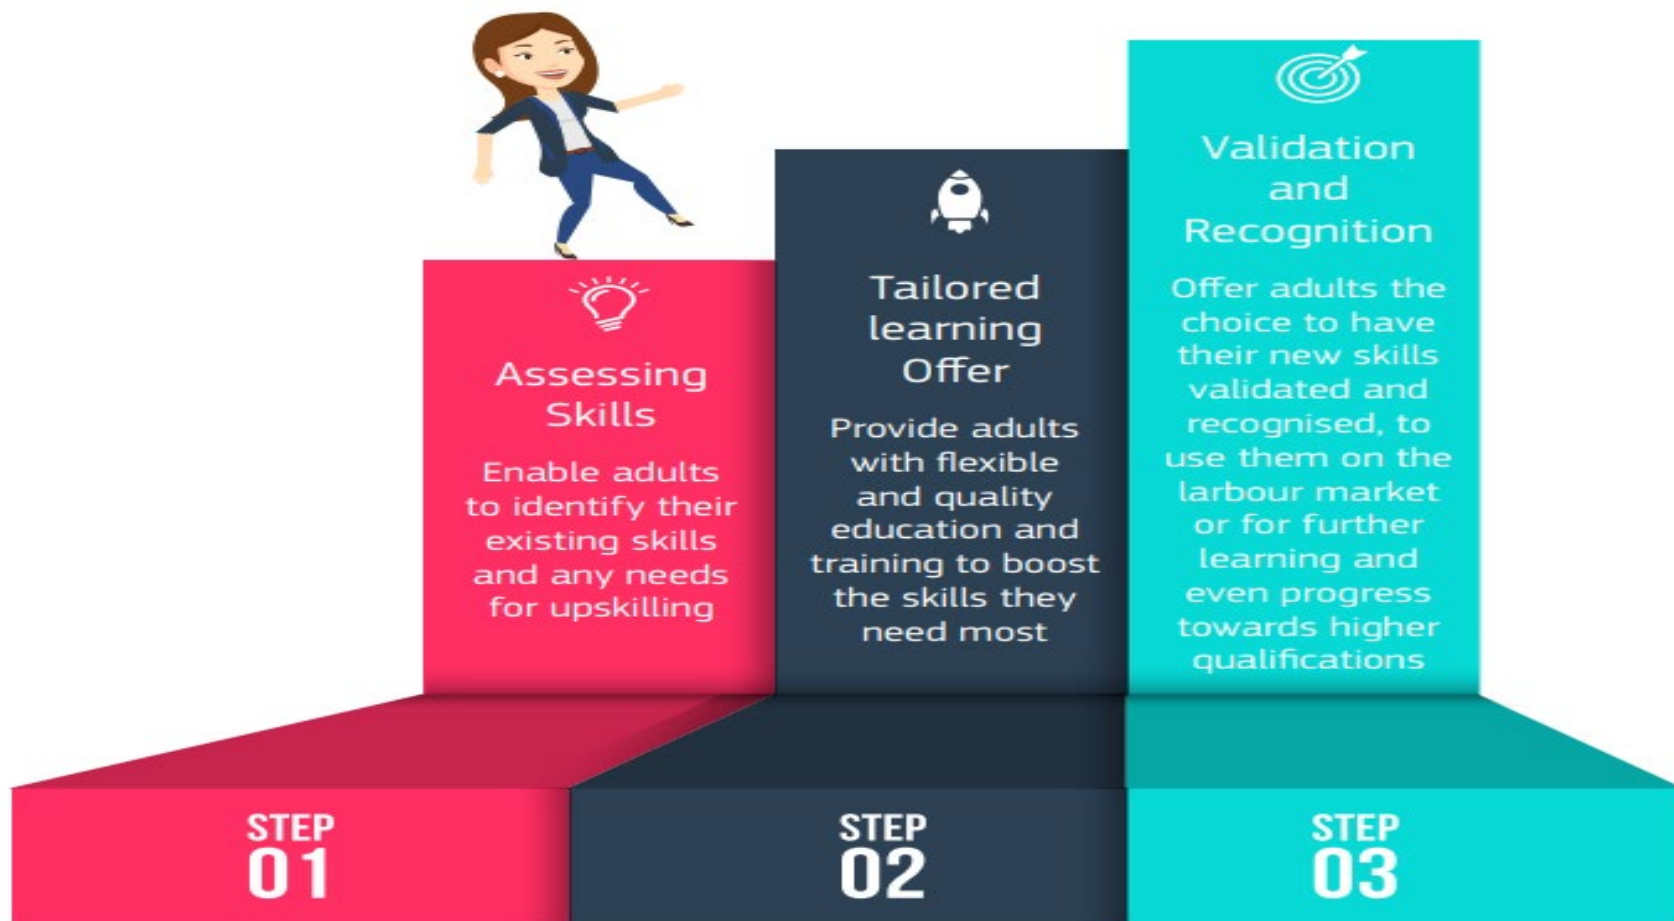 Assessing
Skills
Enable adults
to identify their
existing skills
and any needs
for upskilling
Tailored
learning
Offer
Provide adults
with flexible
and quality
education and
training to boost
the skills they
need most
Validation
and
Recognition
Offer adults the
choice to have
their new skills
validated and
recognised, to
use them on the
larbour market
or for further
learning and
even progress
towards higher
qualifications
STEP
01
STEP
02
STEP
03